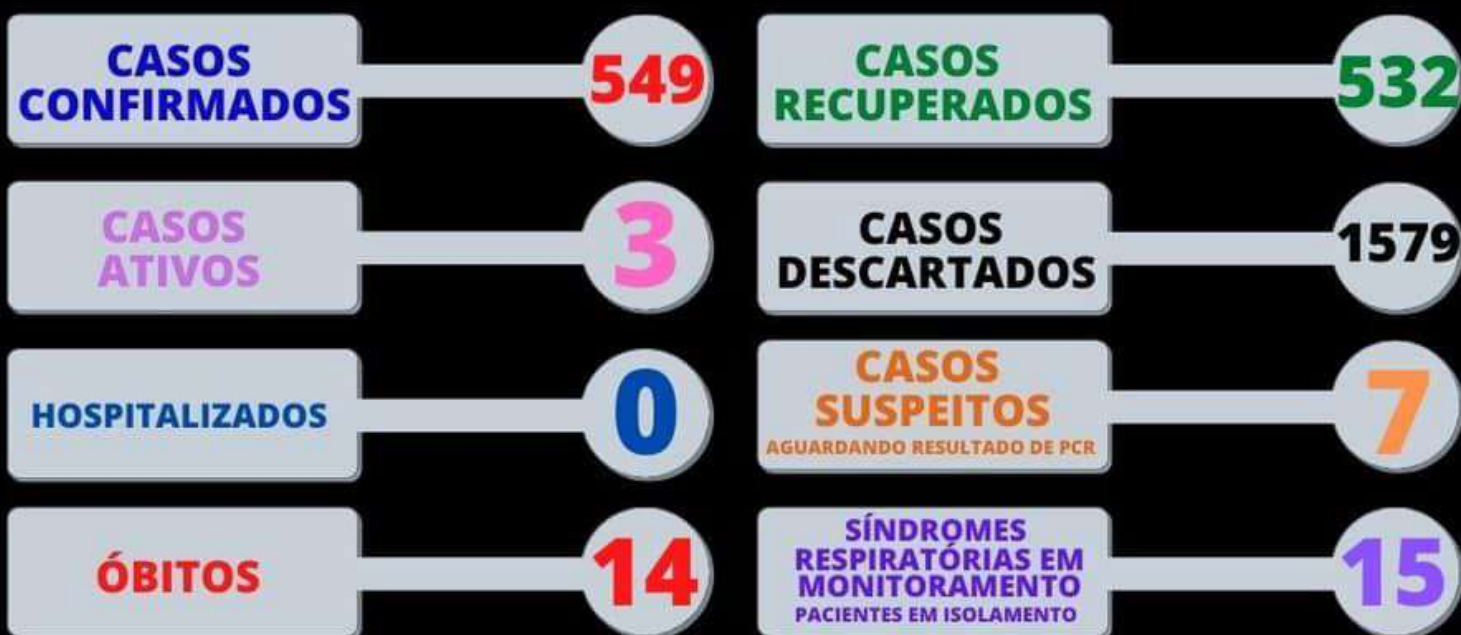 CASOS
CONFIRMADOS
549
CASOS
RECUPERADOS
532
CASOS
ATIVOS
3
CASOS
DESCARTADOS
1579
HOSPITALIZADOS
0
CASOS
SUSPEITOS
AGUARDANDO RESULTADO DE PCR
7
ÓBITOS
14
SÍNDROMES
RESPIRATÓRIAS EM
MONITORAMENTO
PACIENTES EM ISOLAMENTO
15